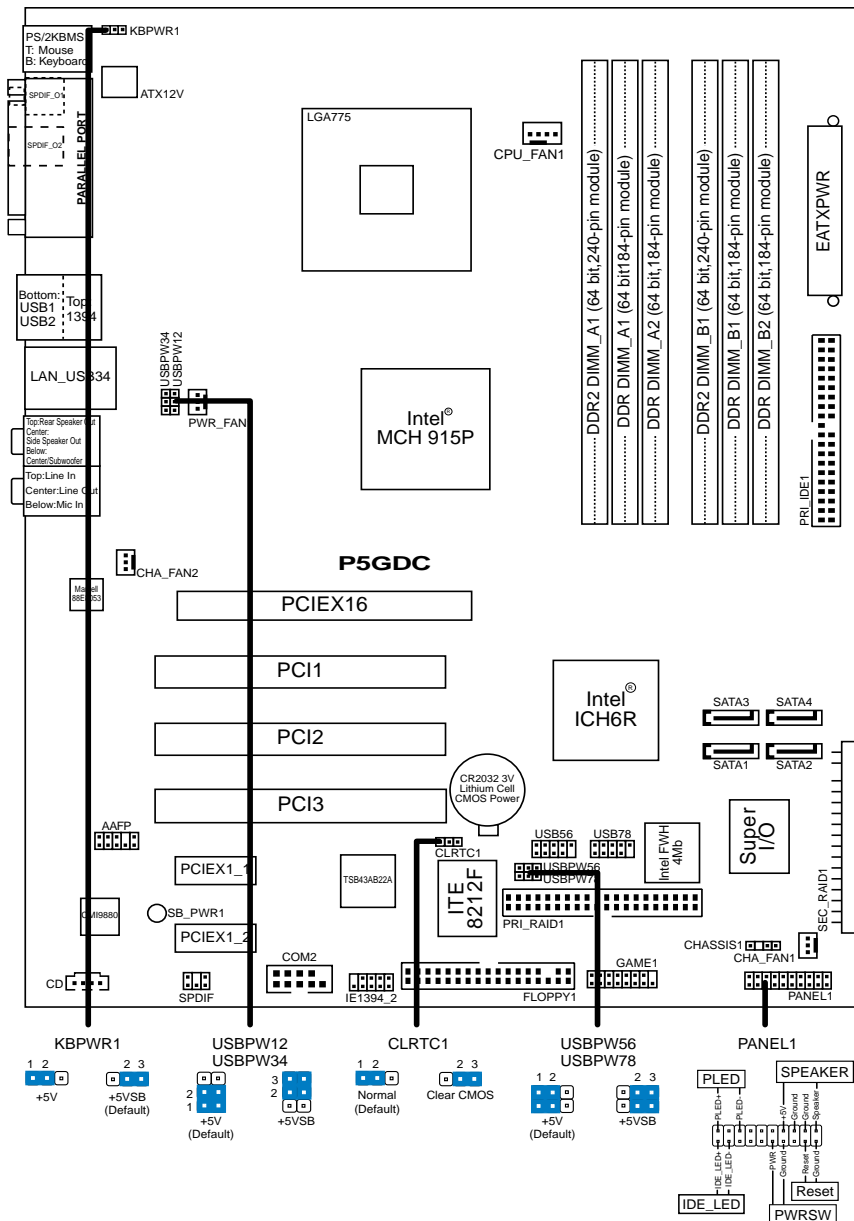 PS/2KBMS
T: Mouse
B: Keyboard
KBPWR1
SPDIF_O1
SPDIF_O2
PARALLEL PORT
ATX12V
LGA775
CPU_FAN1
DDR2 DIMM_A1 (64 bit,240-pin module)
DDR DIMM_A1 (64 bit184-pin module)
DDR DIMM_A2 (64 bit,184-pin module)
DDR2 DIMM_B1 (64 bit,240-pin module)
DDR DIMM_B1 (64 bit,184-pin module)
DDR DIMM_B2 (64 bit,184-pin module)
EATXPWR
Bottom:
USB1
USB2
Top
1394
LAN_USB34
USBPW34
USBPW12
PWR_FAN
Intel®
MCH 915P
PRI_IDE1
Top:Rear Speaker Out
Center:
Side Speaker Out
Below:
Center/Subwoofer
Top:Line In
Center:Line Out
Below:Mic In
CHA_FAN2
P5GDC
PCIEX16
PCI1
PCI2
PCI3
Intel®
ICH6R
SATA3
SATA4
SATA1
SATA2
CR2032 3V
Lithium Cell
CMOS Power
AAFP
CLRTC1
USB56
USB78
Intel FWH
4Mb
Super
I/O
PCIEX1_1
TSB43AB22A
ITE
8212F
USBPW56
PRI_RAID1
SEC_RAID1
SB_PWR1
PCIEX1_2
CHASSIS1
CHA_FAN1
CD
SPDIF
COM2
IE1394_2
FLOPPY1
GAME1
PANEL1
KBPWR1
1 2
+5V
2 3
+5VSB
(Default)
USBPW12
USBPW34
2
1
+5V
(Default)
3
2
+5VSB
CLRTC1
1 2
Normal
(Default)
2 3
Clear CMOS
USBPW56
USBPW78
1 2
+5V
(Default)
2 3
+5VSB
PANEL1
PLED
SPEAKER
PLED+
PLED-
+5V
Ground
Ground
Speaker
IDE_LED+
IDE_LED-
PWR
Ground
Reset
Ground
IDE_LED
Reset
PWRSW